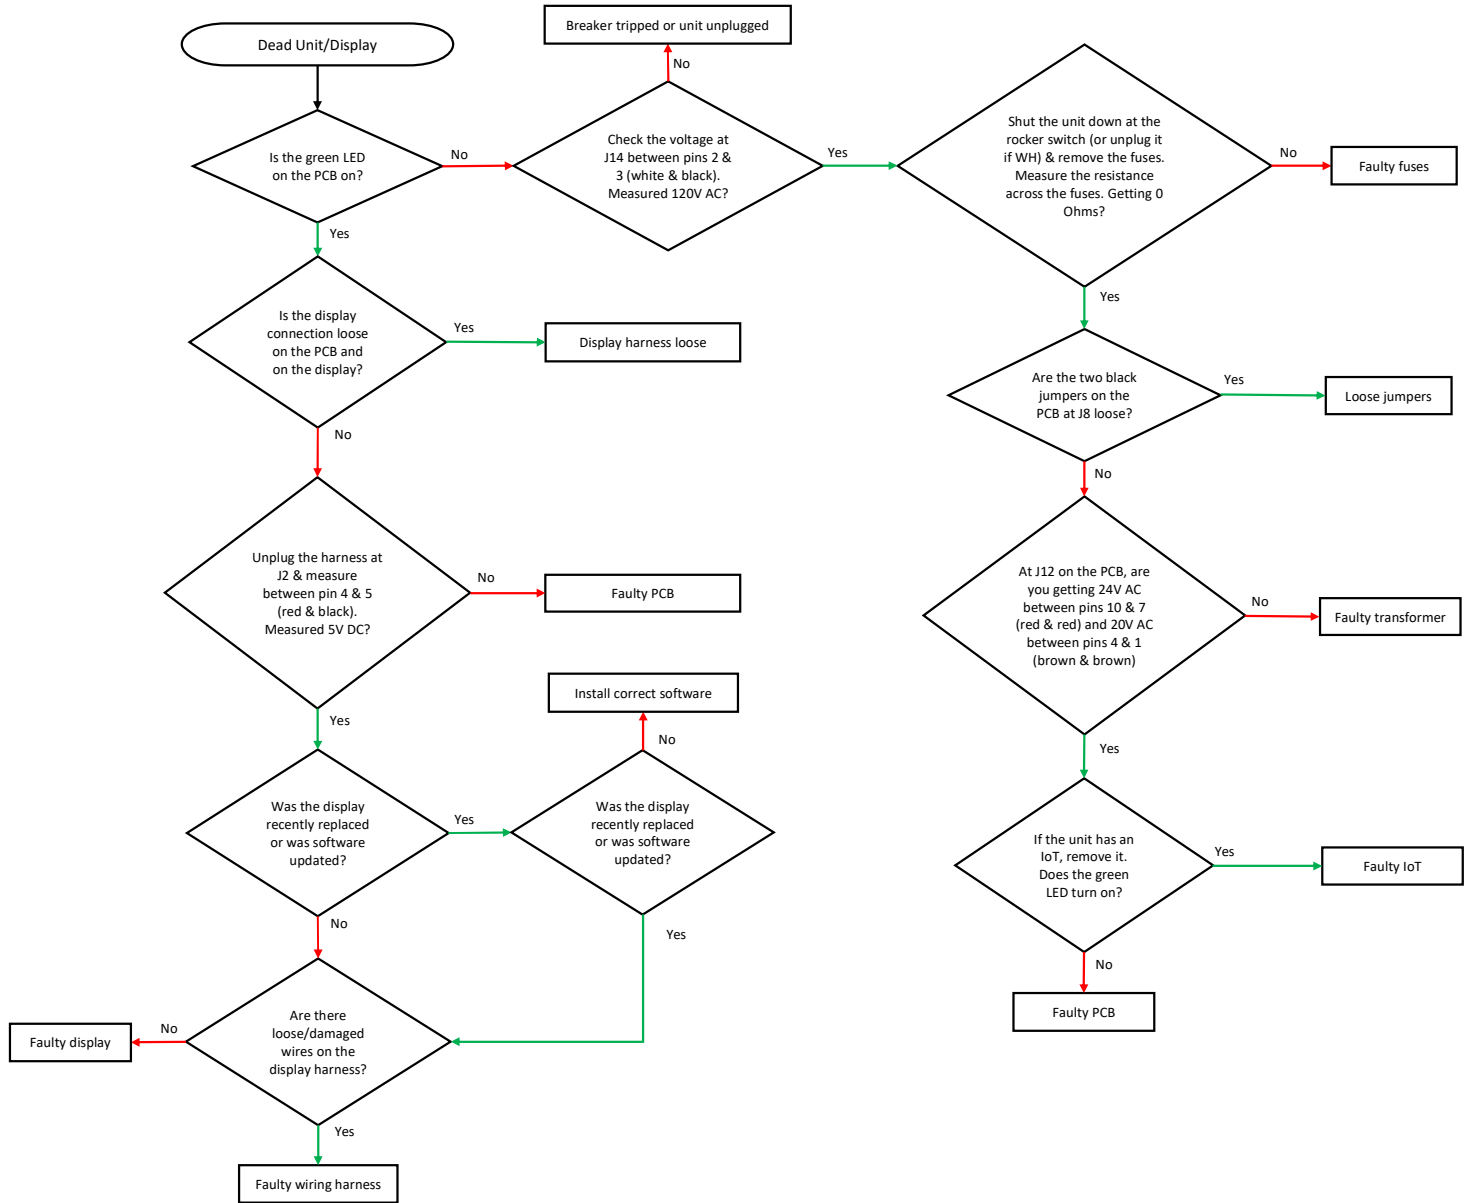 Dead Unit/Display
Is the green LED
on the PCB on?
No
Yes
Check the voltage at
J14 between pins 2 &
3 (white & black).
Measured 120V AC?
No
Breaker tripped or unit unplugged
Yes
Shut the unit down at the
rocker switch (or unplug it
if WH) & remove the fuses.
Measure the resistance
across the fuses. Getting 0
Ohms?
No
Faulty fuses
Yes
Is the display
connection loose
on the PCB and
on the display?
Yes
Display harness loose
No
Are the two black
jumpers on the
PCB at J8 loose?
Yes
Loose jumpers
No
Unplug the harness at
J2 & measure
between pin 4 & 5
(red & black).
Measured 5V DC?
No
Faulty PCB
Yes
At J12 on the PCB, are
you getting 24V AC
between pins 10 & 7
(red & red) and 20V AC
between pins 4 & 1
(brown & brown)
No
Faulty transformer
Yes
Was the display
recently replaced
or was software
updated?
Yes
No
Was the display
recently replaced
or was software
updated?
No
Install correct software
Yes
If the unit has an
IoT, remove it.
Does the green
LED turn on?
Yes
Faulty IoT
No
Faulty PCB
Are there
loose/damaged
wires on the
display harness?
No
Faulty display
Yes
Faulty wiring harness